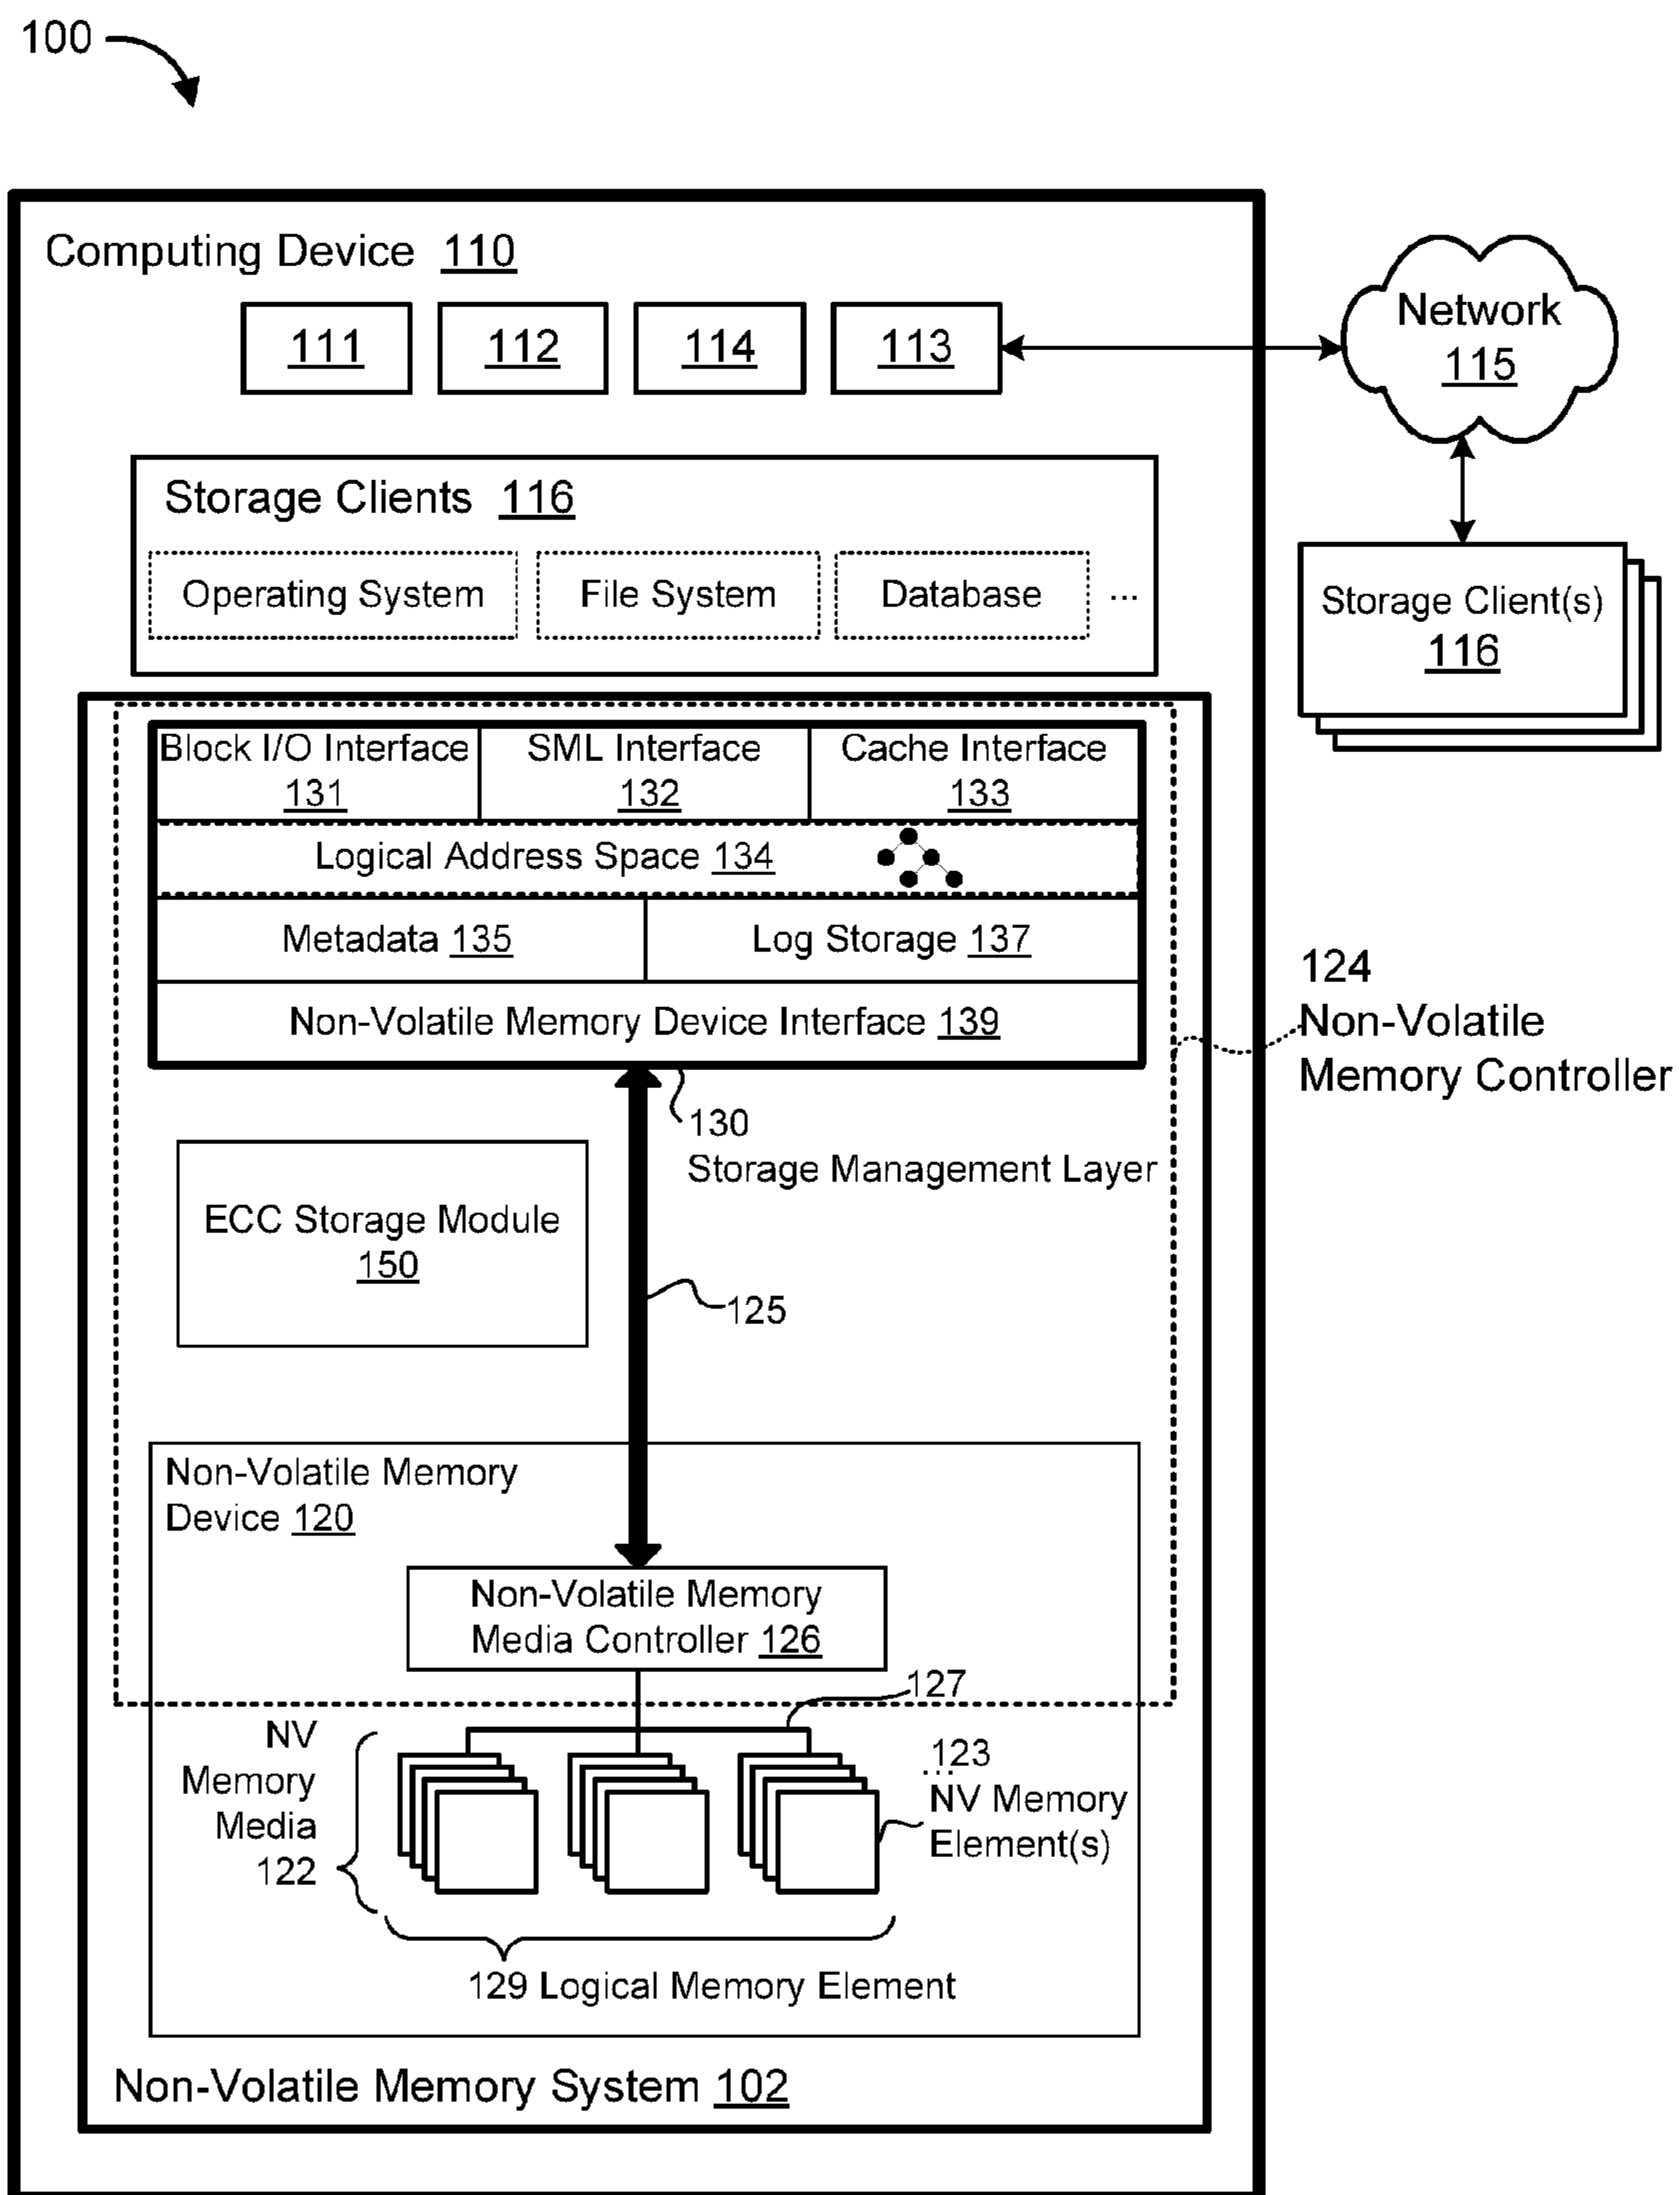 100
Computing Device 110
111
112
114
113
Network
115
Storage Clients 116
Operating System
File System
Database
...
Storage Client(s)
116
Block I/O Interface
131
SML Interface
132
Cache Interface
133
Logical Address Space 134
Metadata 135
Log Storage 137
Non-Volatile Memory Device Interface 139
124
Non-Volatile
Memory Controller
130
Storage Management Layer
ECC Storage Module
150
125
Non-Volatile Memory
Device 120
Non-Volatile Memory
Media Controller 126
127
NV
Memory
Media
122
...
123
NV Memory
Element(s)
129 Logical Memory Element
Non-Volatile Memory System 102